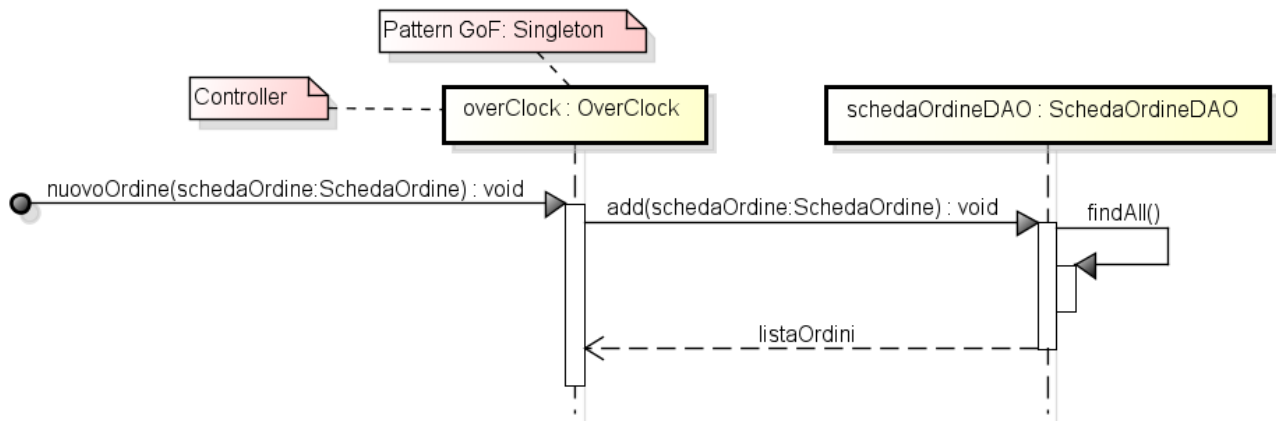 Pattern GoF: Singleton
Controller
overClock : OverClock
schedaOrdineDAO : SchedaOrdineDAO
nuovoOrdine(schedaOrdine:SchedaOrdine) : void
add(schedaOrdine:SchedaOrdine) : void
findAll()
listaOrdini